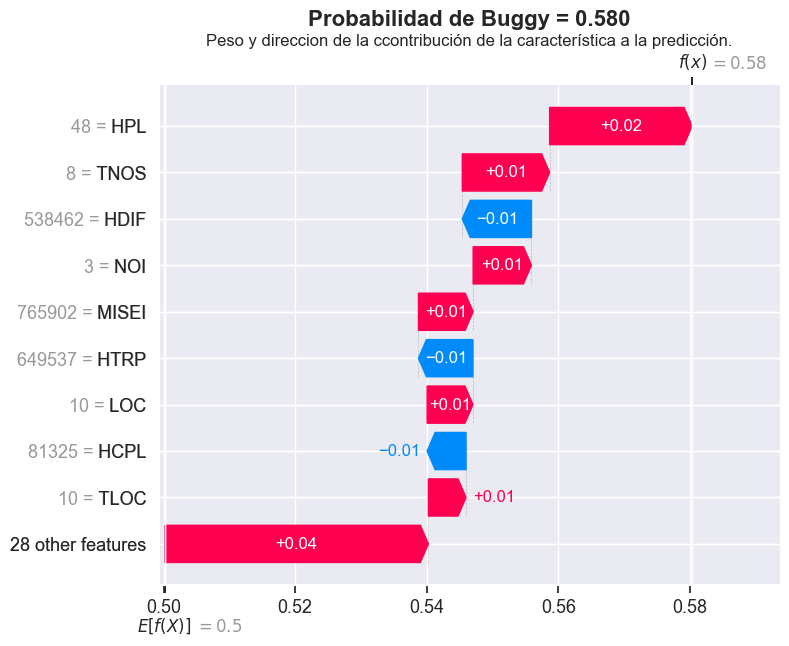 Probabilidad de Buggy = 0.580
Peso y direccion de la ccontribución de la característica a la predicción.
f(x) = 0.58
48 = HPL
+0.02
8 = TNOS
+0.01
538462 = HDIF
−0.01
3 = NOI
+0.01
765902 = MISEI
+0.01
649537 = HTRP
−0.01
10 = LOC
+0.01
81325 = HCPL
−0.01
10 = TLOC
+0.01
28 other features
+0.04
0.50 0.52 0.54 0.56 0.58
E[f(X)] = 0.5